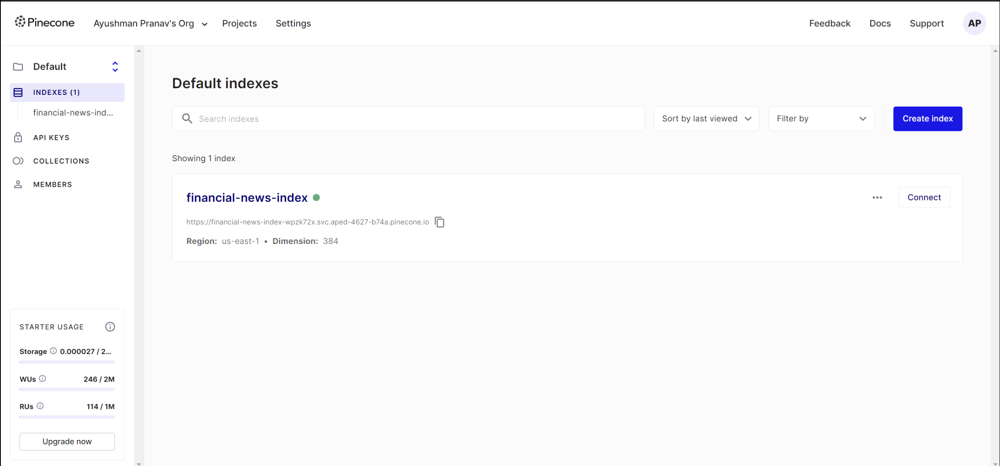 Pinecone
Ayushman Pranav's Org
Projects
Settings
Feedback
Docs
Support
AP
Default
INDEXES (1)
financial-news-ind...
API KEYS
COLLECTIONS
MEMBERS
STARTER USAGE
Storage 0.000027 / 2...
WUs 246 / 2M
RUs 114 / 1M
Upgrade now
Default indexes
Search indexes
Sort by last viewed
Filter by
Create index
Showing 1 index
financial-news-index
Connect
https://financial-news-index-wpzk72x.svc.aped-4627-b74a.pinecone.io
Region: us-east-1 • Dimension: 384